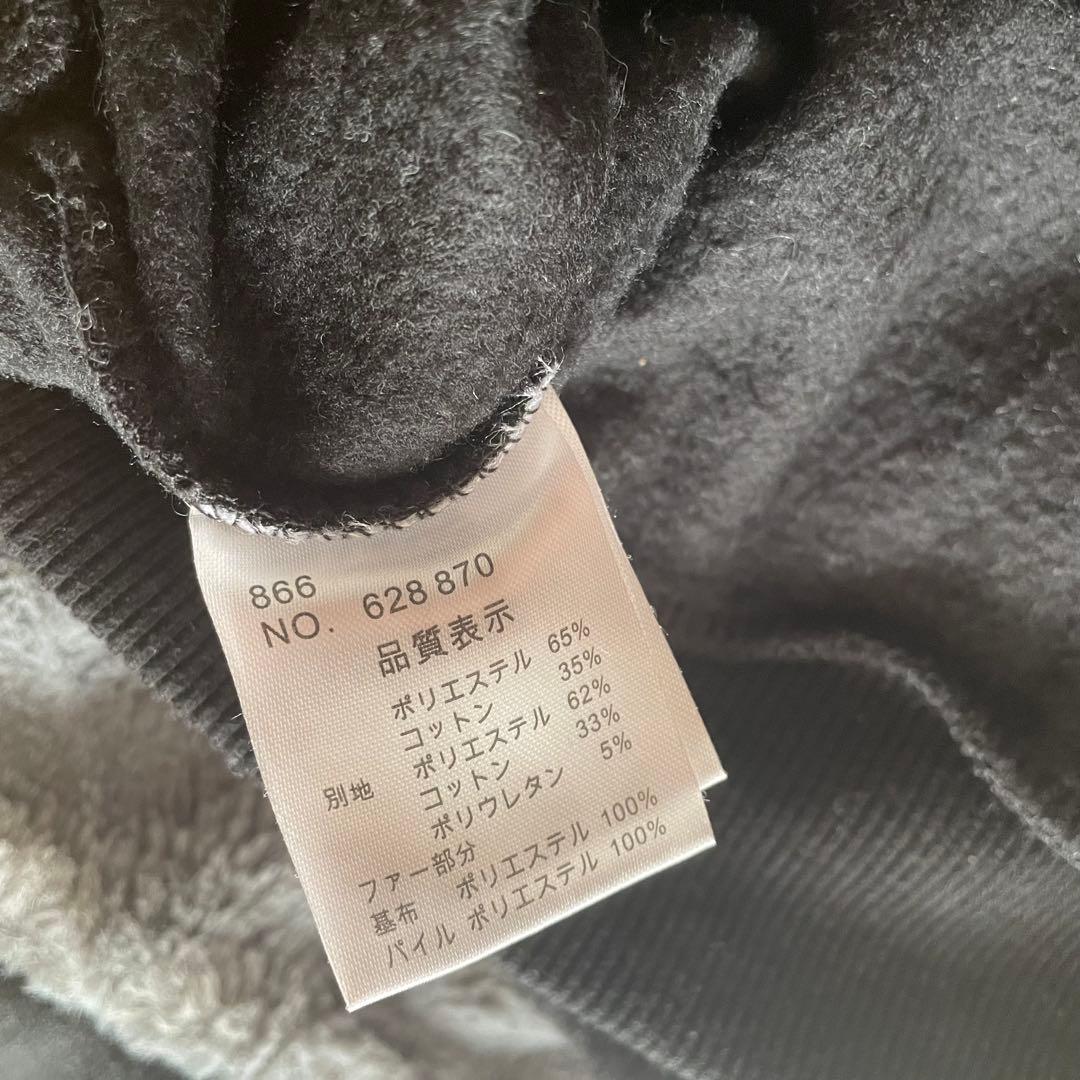 866
NO. 628 870
品質表示
ポリエステル 65%
コットン 35%
別地 ポリエステル 62%
コットン 33%
ポリウレタン 5%
ファー部分
基布 ポリエステル 100%
パイル ポリエステル 100%